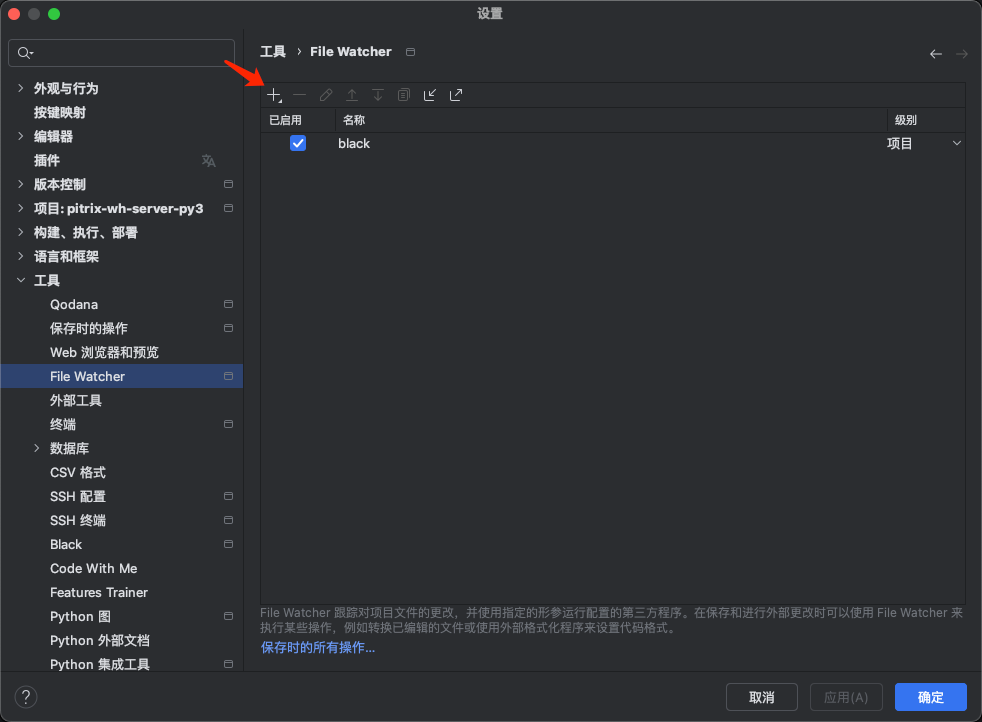 设置
工具 › File Watcher
外观与行为
按键映射
编辑器
插件
版本控制
项目: pitrix-wh-server-py3
构建、执行、部署
语言和框架
工具
Qodana
保存时的操作
Web 浏览器和预览
File Watcher
外部工具
终端
数据库
CSV 格式
SSH 配置
SSH 终端
Black
Code With Me
Features Trainer
Python 图
Python 外部文档
Python 集成工具
已启用 名称 级别
black 项目
File Watcher 跟踪对项目文件的更改，并使用指定的形参运行配置的第三方程序。在保存和进行外部更改时可以使用 File Watcher 来
执行某些操作，例如转换已编辑的文件或使用外部格式化程序来设置代码格式。
保存时的所有操作...
? 取消 应用(A) 确定